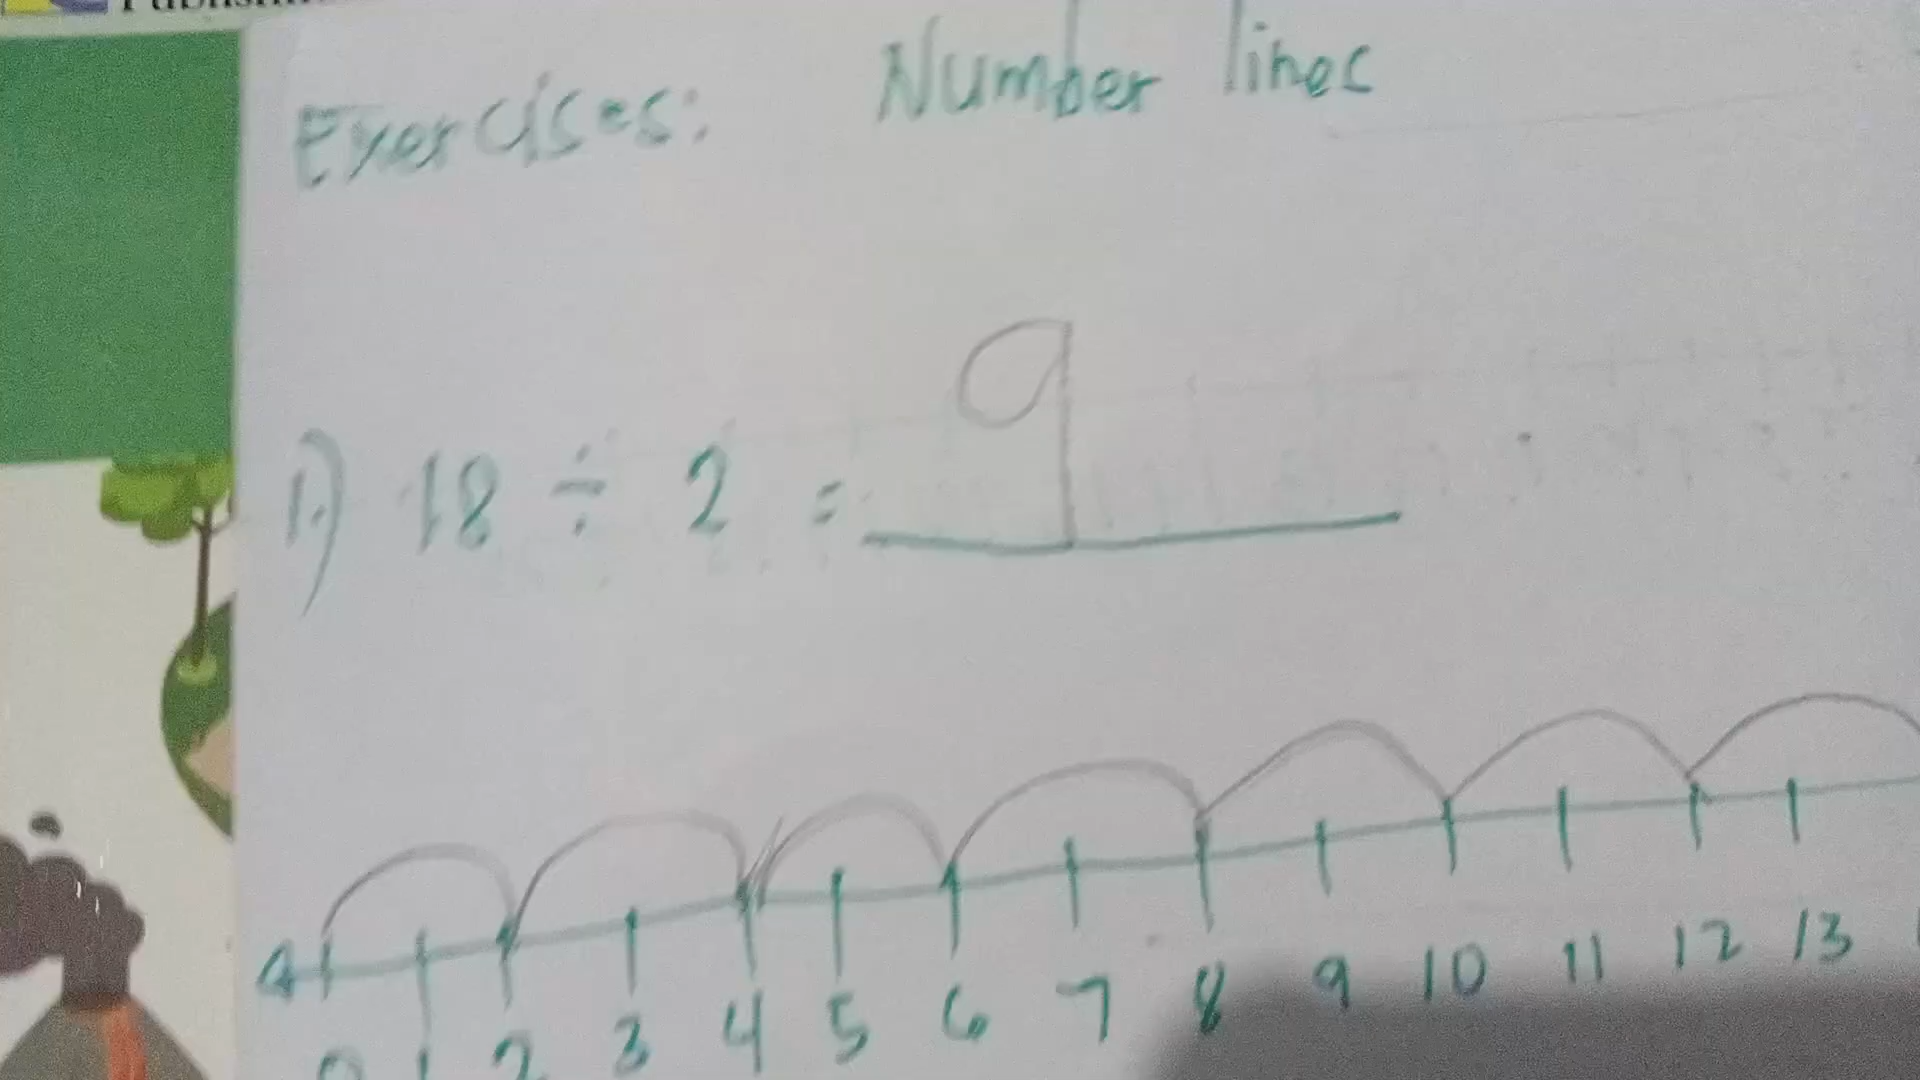 Exercises: Number lines
1.) 18 ÷ 2 = 9
0 1 2 3 4 5 6 7 8 9 10 11 12 13